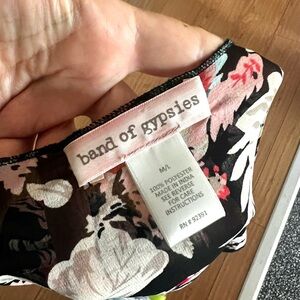 band of gypsies
M/L
100% POLYESTER
MADE IN INDIA
SEE REVERSE
FOR CARE
INSTRUCTIONS
RN # 92391